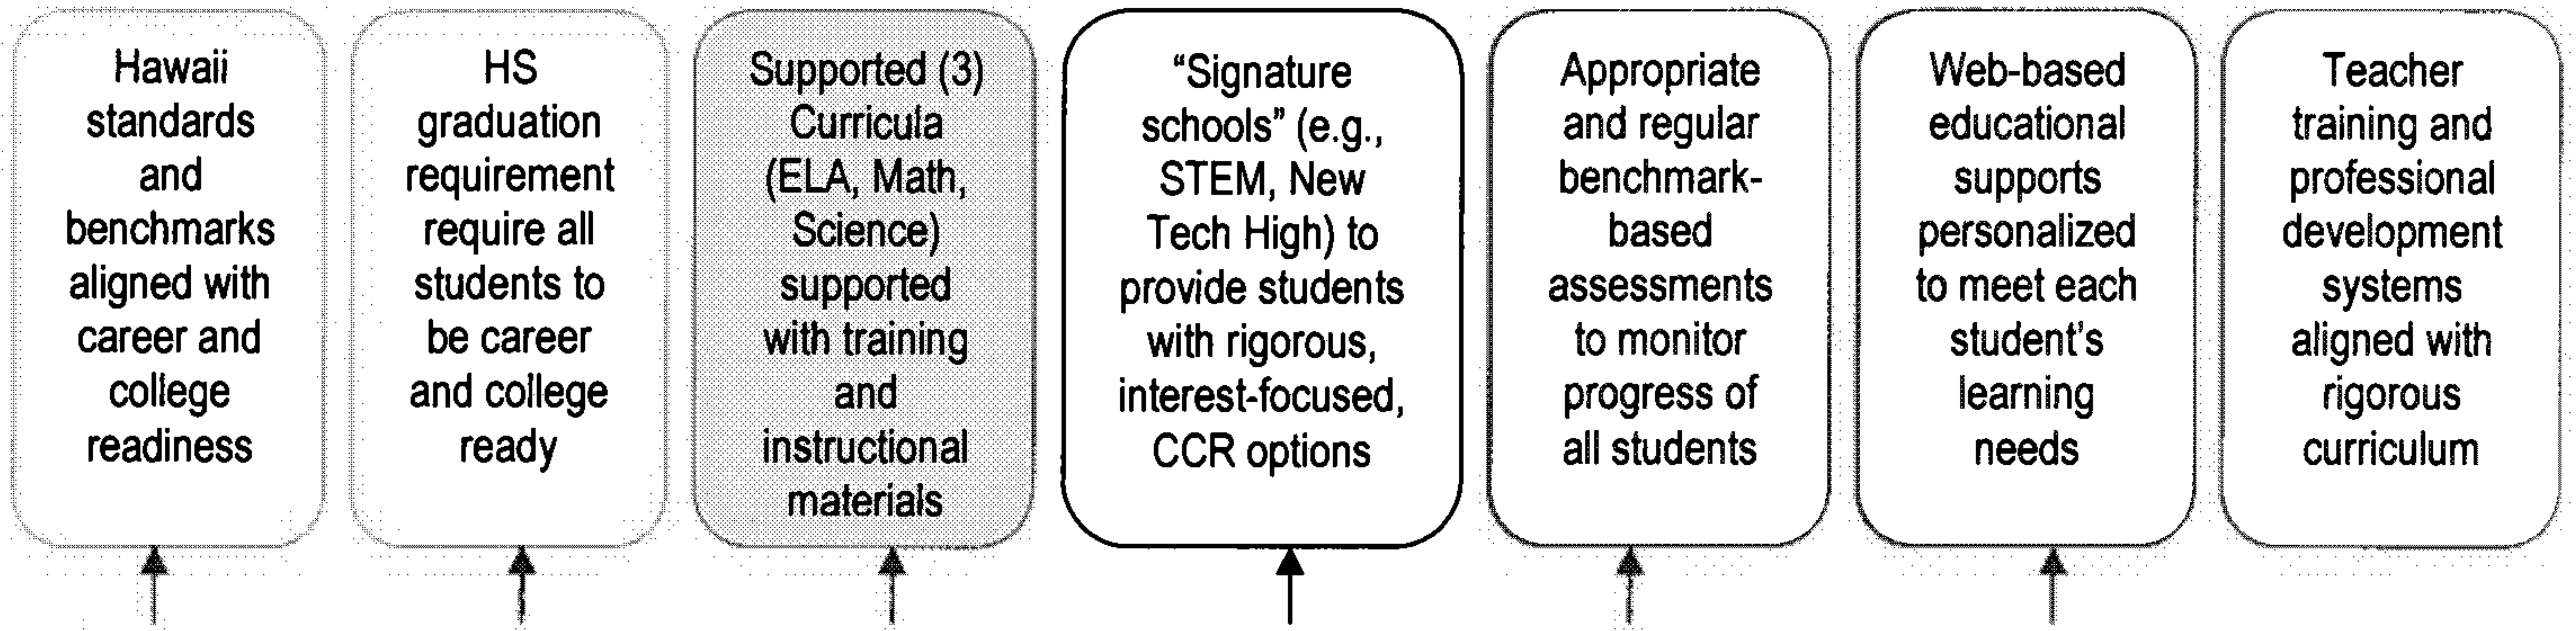 Hawaii
standards
and
benchmarks
aligned with
career and
college
readiness
HS
graduation
requirement
require all
students to
be career
and college
ready
Supported (3)
Curricula
(ELA, Math,
Science)
supported
with training
and
instructional
materials
“Signature
schools” (e.g.,
STEM, New
Tech High) to
provide students
with rigorous,
interest-focused,
CCR options
Appropriate
and regular
benchmark-
based
assessments
to monitor
progress of
all students
Web-based
educational
supports
personalized
to meet each
student’s
learning
needs
Teacher
training and
professional
development
systems
aligned with
rigorous
curriculum